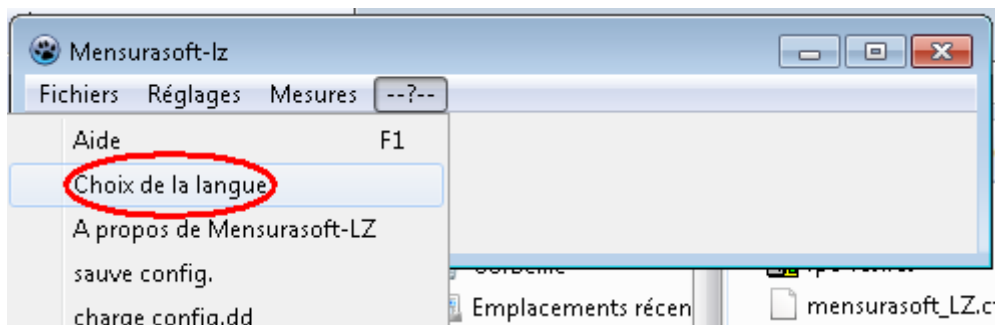 Mensurasoft-lz
Fichiers Réglages Mesures --?--
Aide F1
Choix de la langue
A propos de Mensurasoft-LZ
sauve config.
charge config.dd
Emplacements récen
mensurasoft_LZ.c